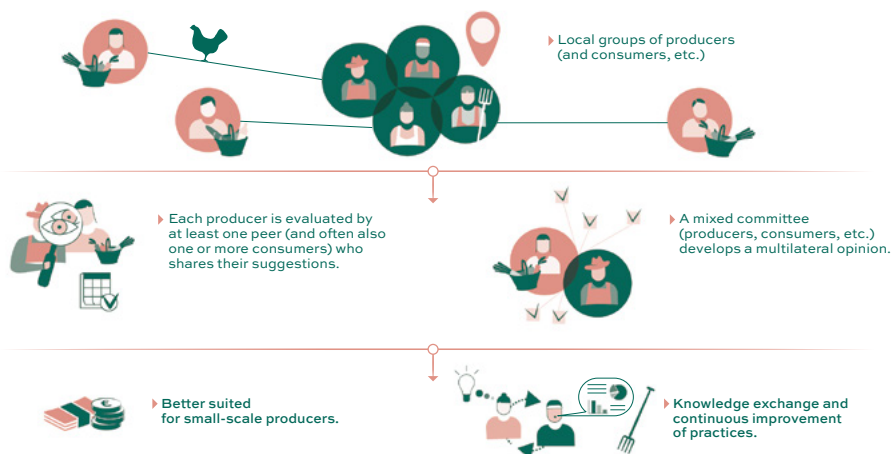 Local groups of producers
(and consumers, etc.)
Each producer is evaluated by
at least one peer (and often also
one or more consumers) who
shares their suggestions.
A mixed committee
(producers, consumers, etc.)
develops a multilateral opinion.
€
Better suited
for small-scale producers.
Knowledge exchange and
continuous improvement
of practices.